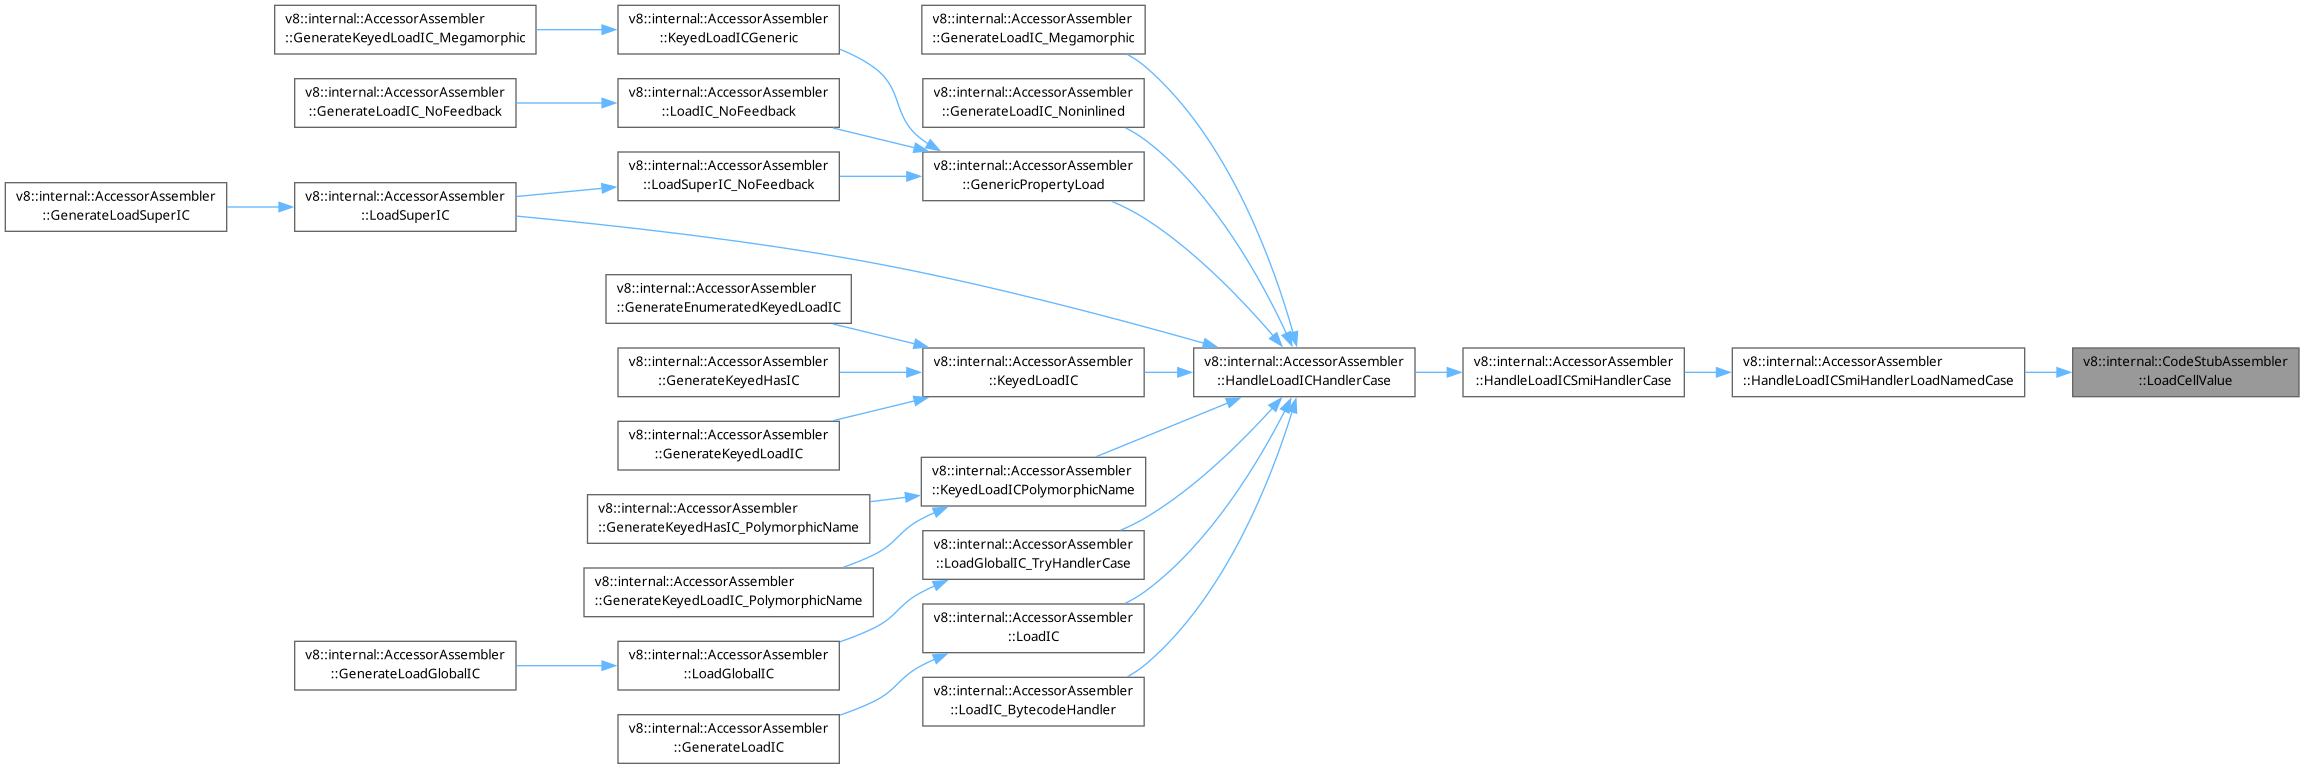 v8::internal::AccessorAssembler
::GenerateKeyedLoadIC_Megamorphic
v8::internal::AccessorAssembler
::KeyedLoadICGeneric
v8::internal::AccessorAssembler
::GenerateLoadIC_Megamorphic
v8::internal::AccessorAssembler
::GenerateLoadIC_NoFeedback
v8::internal::AccessorAssembler
::LoadIC_NoFeedback
v8::internal::AccessorAssembler
::GenerateLoadIC_Noninlined
v8::internal::AccessorAssembler
::GenerateLoadSuperIC
v8::internal::AccessorAssembler
::LoadSuperIC
v8::internal::AccessorAssembler
::LoadSuperIC_NoFeedback
v8::internal::AccessorAssembler
::GenericPropertyLoad
v8::internal::AccessorAssembler
::GenerateEnumeratedKeyedLoadIC
v8::internal::AccessorAssembler
::GenerateKeyedHasIC
v8::internal::AccessorAssembler
::KeyedLoadIC
v8::internal::AccessorAssembler
::HandleLoadICHandlerCase
v8::internal::AccessorAssembler
::HandleLoadICSmiHandlerCase
v8::internal::AccessorAssembler
::HandleLoadICSmiHandlerLoadNamedCase
v8::internal::CodeStubAssembler
::LoadCellValue
v8::internal::AccessorAssembler
::GenerateKeyedLoadIC
v8::internal::AccessorAssembler
::KeyedLoadICPolymorphicName
v8::internal::AccessorAssembler
::GenerateKeyedHasIC_PolymorphicName
v8::internal::AccessorAssembler
::LoadGlobalIC_TryHandlerCase
v8::internal::AccessorAssembler
::GenerateKeyedLoadIC_PolymorphicName
v8::internal::AccessorAssembler
::LoadIC
v8::internal::AccessorAssembler
::GenerateLoadGlobalIC
v8::internal::AccessorAssembler
::LoadGlobalIC
v8::internal::AccessorAssembler
::LoadIC_BytecodeHandler
v8::internal::AccessorAssembler
::GenerateLoadIC